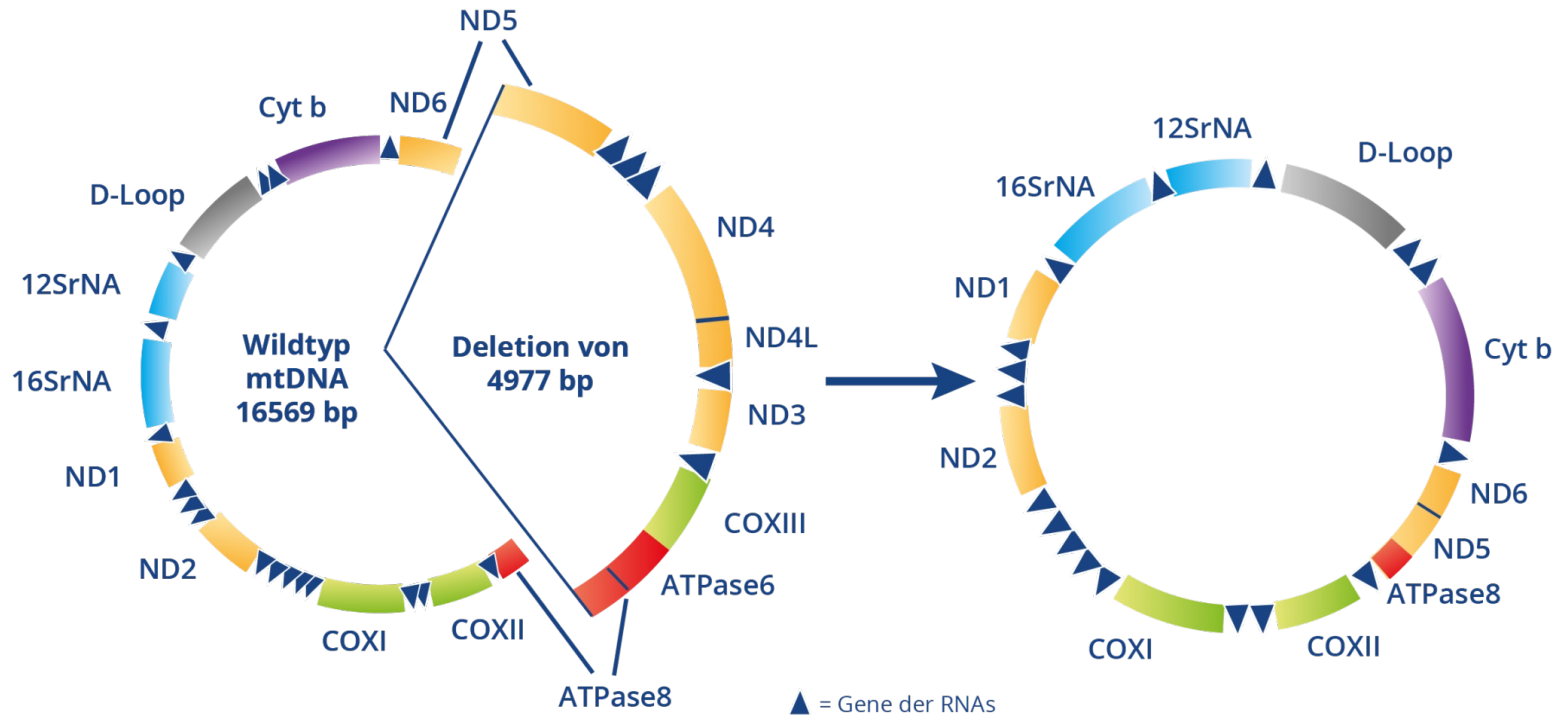 ND5
Cyt b
ND6
D-Loop
12SrNA
16SrNA
ND1
ND2
COXI
COXII
ATPase8
Wildtyp
mtDNA
16569 bp
Deletion von
4977 bp
ND4
ND4L
ND3
COXIII
ATPase6
12SrNA
D-Loop
16SrNA
ND1
Cyt b
ND2
ND6
ND5
ATPase8
COXI
COXII
= Gene der RNAs